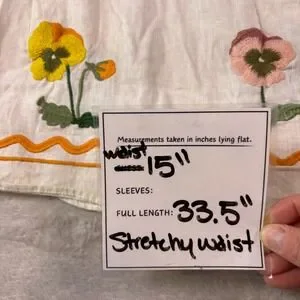 Measurements taken in inches lying flat.
waist 15"
SLEEVES:
FULL LENGTH: 33.5"
Stretchy waist